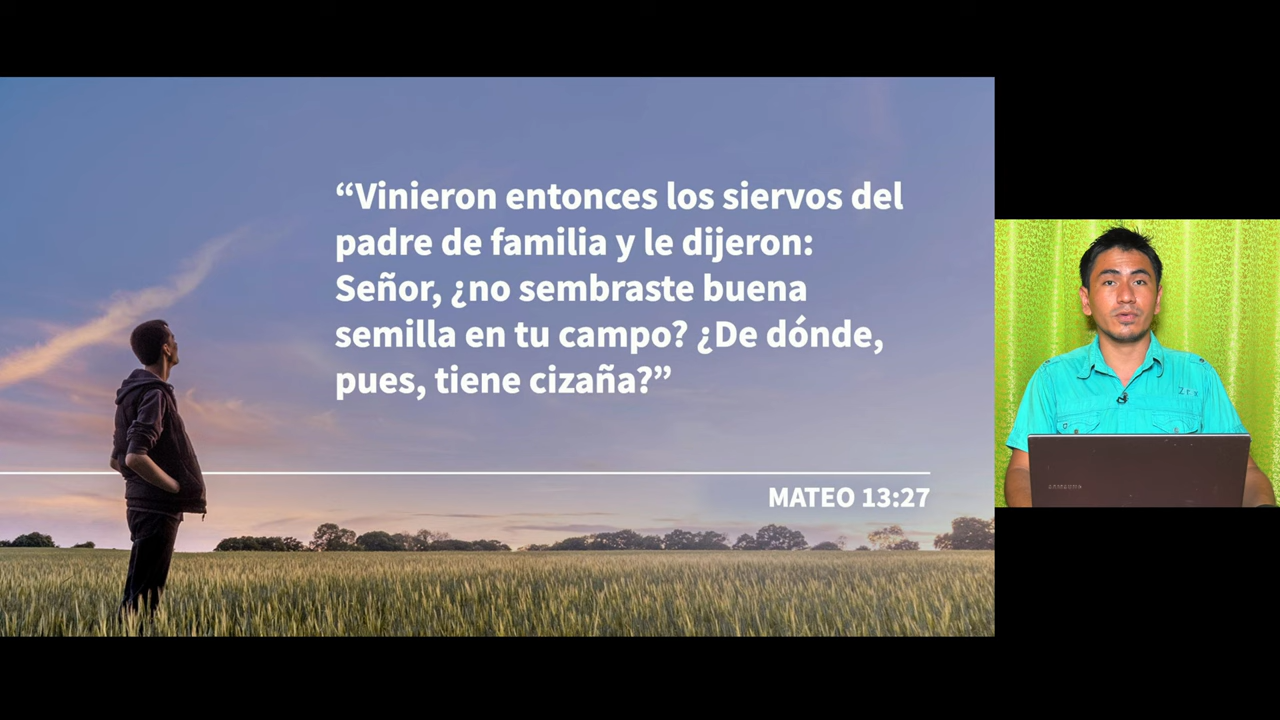 “Vinieron entonces los siervos del
padre de familia y le dijeron:
Señor, ¿no sembraste buena
semilla en tu campo? ¿De dónde,
pues, tiene cizaña?”
MATEO 13:27
SAMSUNG